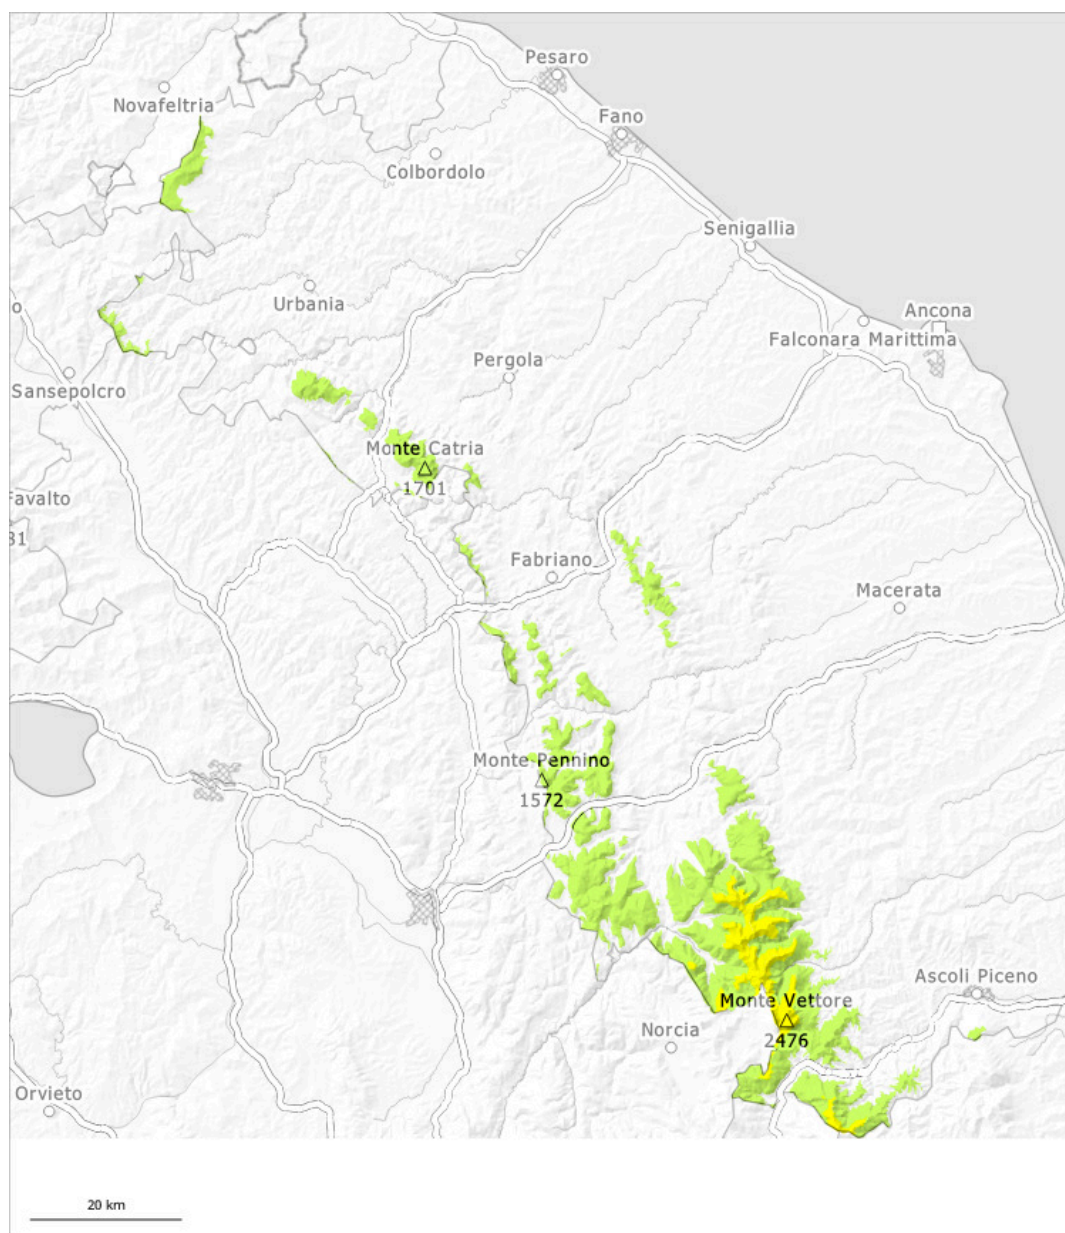 Pesaro
Novafeltria
Fano
Colbordolo
Senigallia
Urbania
Ancona
o
Falconara Marittima
Pergola
Sansepolcro
Monte Catria
1701
Favalto
31
Fabriano
Macerata
Monte Pennino
1572
Ascoli Piceno
Monte Vettore
Norcia
2476
Orvieto
20 km